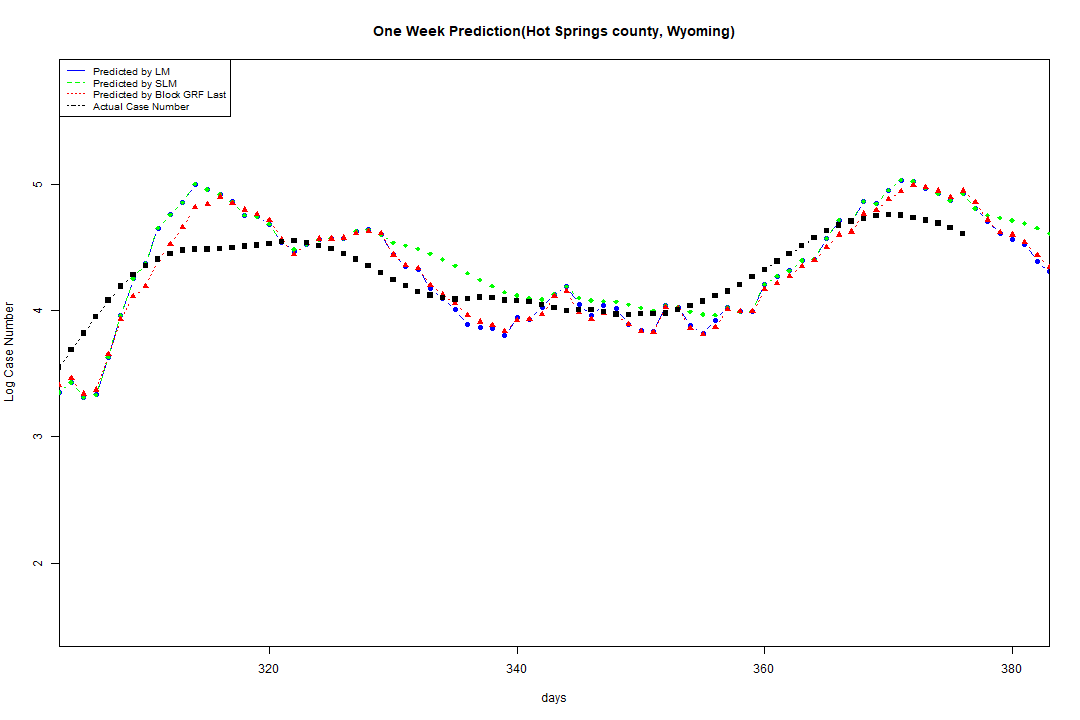 One Week Prediction(Hot Springs county, Wyoming)
Predicted by LM
Predicted by SLM
Predicted by Block GRF Last
Actual Case Number
5
4
3
2
Log Case Number
320 340 360 380
days